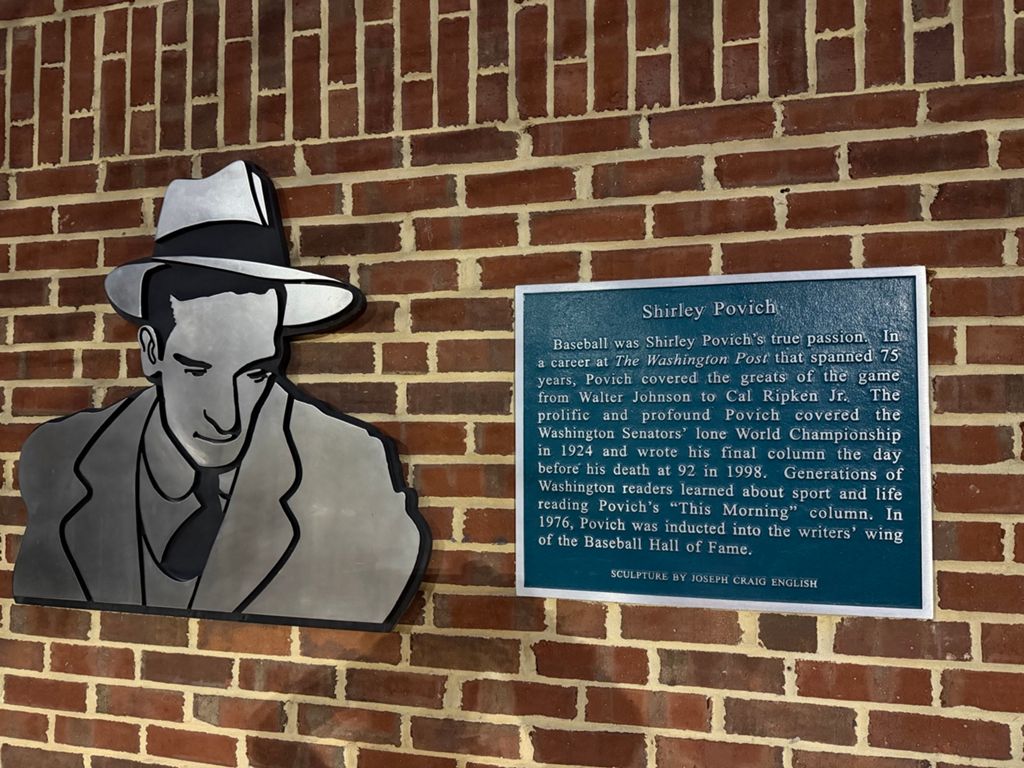 Shirley Povich
Baseball was Shirley Povich's true passion. In
a career at The Washington Post that spanned 75
years, Povich covered the greats of the game
from Walter Johnson to Cal Ripken Jr. The
prolific and profound Povich covered the
Washington Senators' lone World Championship
in 1924 and wrote his final column the day
before his death at 92 in 1998. Generations of
Washington readers learned about sport and life
reading Povich's "This Morning" column. In
1976, Povich was inducted into the writers' wing
of the Baseball Hall of Fame.
SCULPTURE BY JOSEPH CRAIG ENGLISH